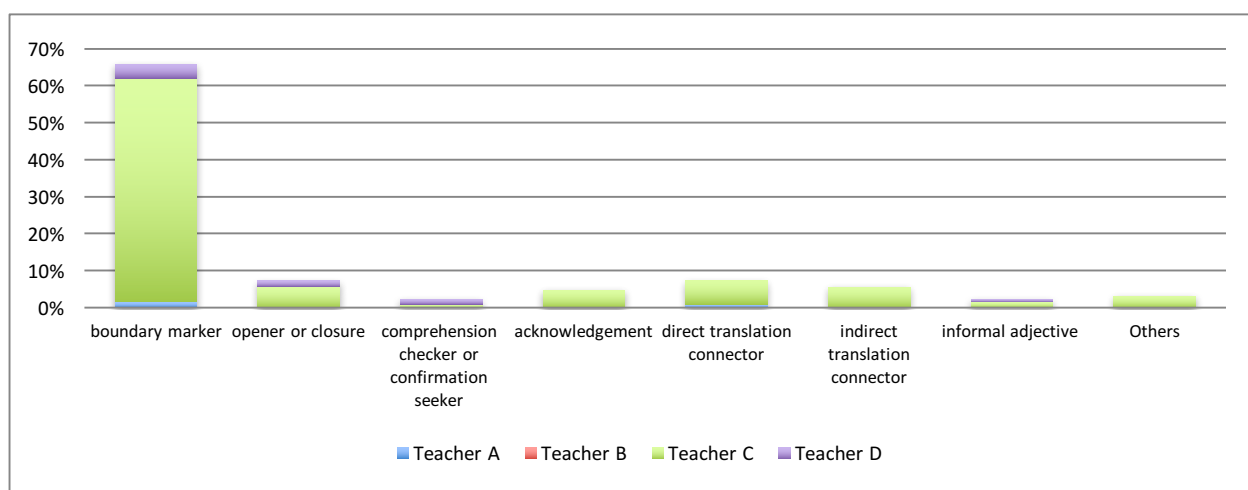 70%
60%
50%
40%
30%
20%
10%
0%
boundary marker
opener or closure
comprehension
checker or
confirmation
seeker
acknowledgement
direct translation
connector
indirect
translation
connector
informal adjective
Others
Teacher A
Teacher B
Teacher C
Teacher D